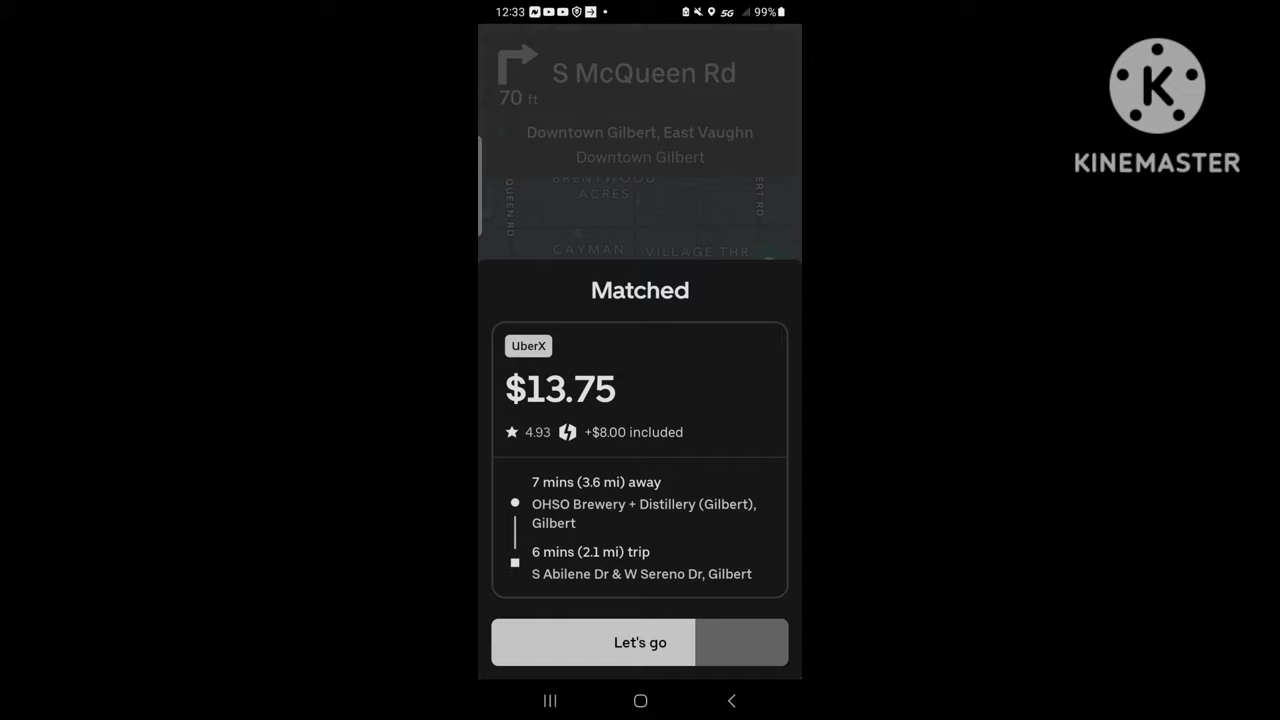 12:33
5G
99%
S McQueen Rd
70 ft
Downtown Gilbert, East Vaughn
Downtown Gilbert
BRENTWOOD
ACRES
QUEEN RD
ERT RD
CAYMAN
VILLAGE THR
Matched
UberX
$13.75
4.93 +$8.00 included
7 mins (3.6 mi) away
OHSO Brewery + Distillery (Gilbert),
Gilbert
6 mins (2.1 mi) trip
S Abilene Dr & W Sereno Dr, Gilbert
Let's go
K
KINEMASTER